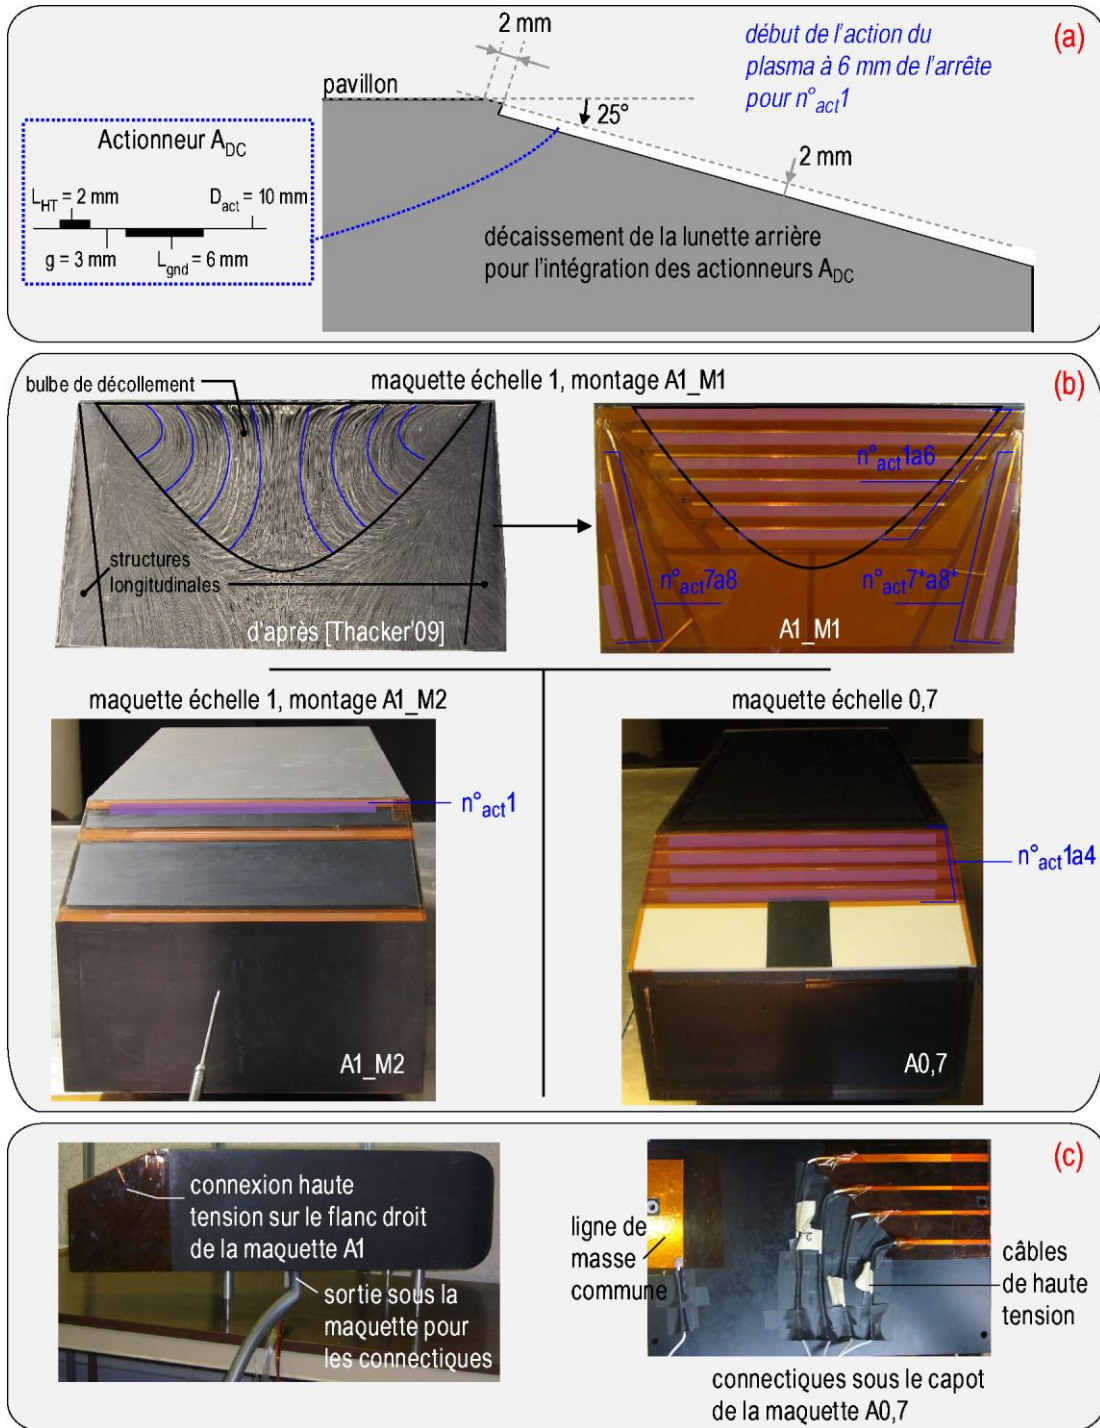 (a)
2 mm
début de l'action du
plasma à 6 mm de l'arrête
pour n°act1
pavillon
25°
2 mm
Actionneur ADC
LHT = 2 mm
Dact = 10 mm
g = 3 mm
Lgnd = 6 mm
décaissement de la lunette arrière
pour l'intégration des actionneurs ADC
(b)
maquette échelle 1, montage A1_M1
bulbe de décollement
structures
longitudinales
d'après [Thacker'09]
n°act1a6
n°act7a8
n°act7*a8*
A1_M1
maquette échelle 1, montage A1_M2
n°act1
A1_M2
maquette échelle 0,7
n°act1a4
A0,7
(c)
connexion haute
tension sur le flanc droit
de la maquette A1
sortie sous la
maquette pour
les connectiques
ligne de
masse
commune
2
câbles
de haute
tension
connectiques sous le capot
de la maquette A0,7